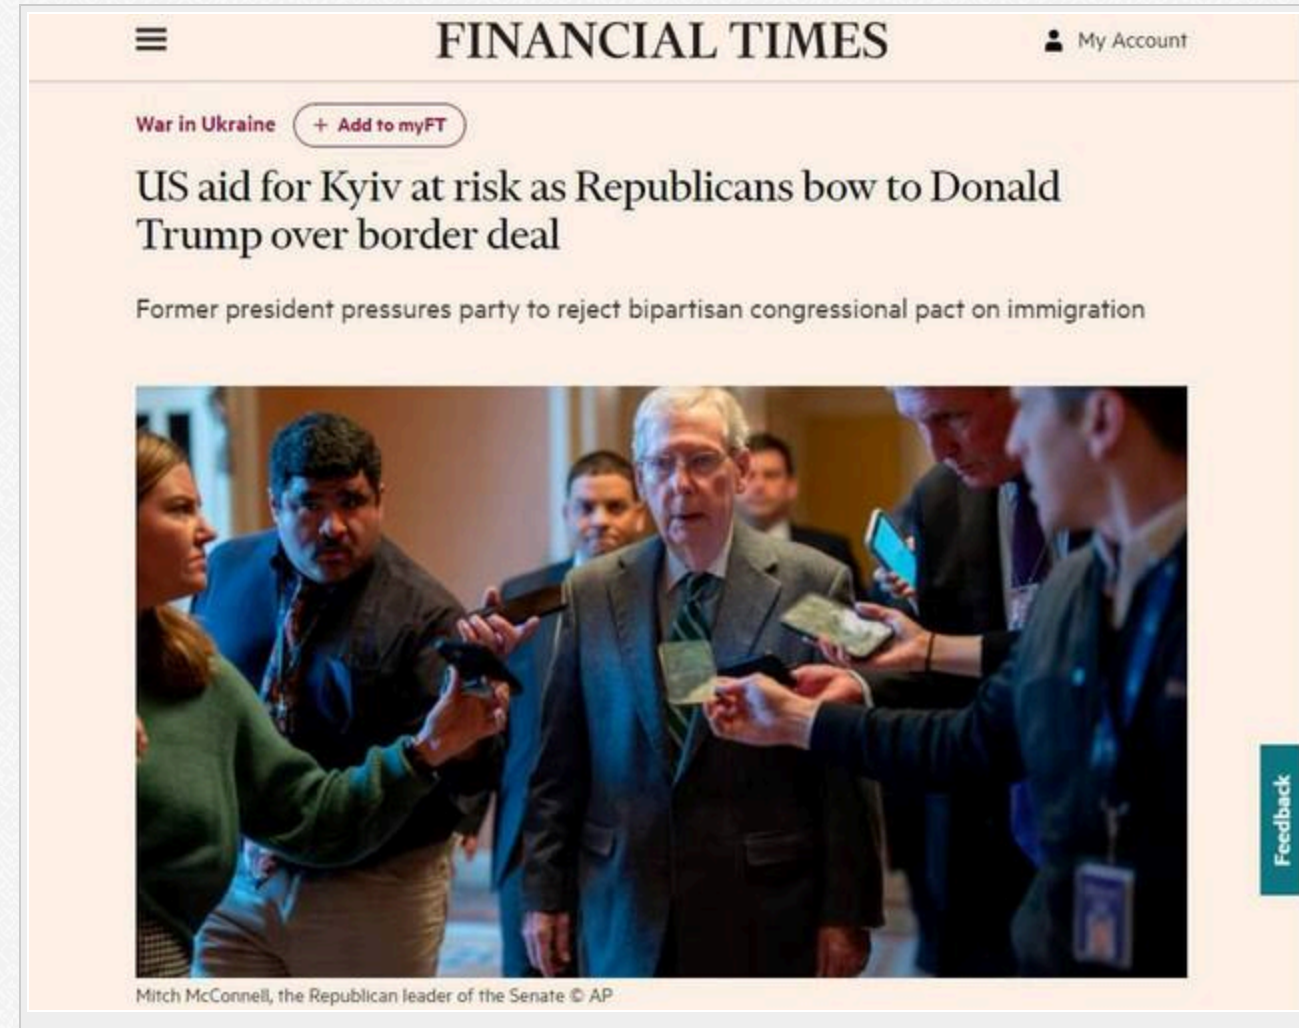 FINANCIAL TIMES
My Account
War in Ukraine
+ Add to myFT
US aid for Kyiv at risk as Republicans bow to Donald
Trump over border deal
Former president pressures party to reject bipartisan congressional pact on immigration
Mitch McConnell, the Republican leader of the Senate © AP
Feedback